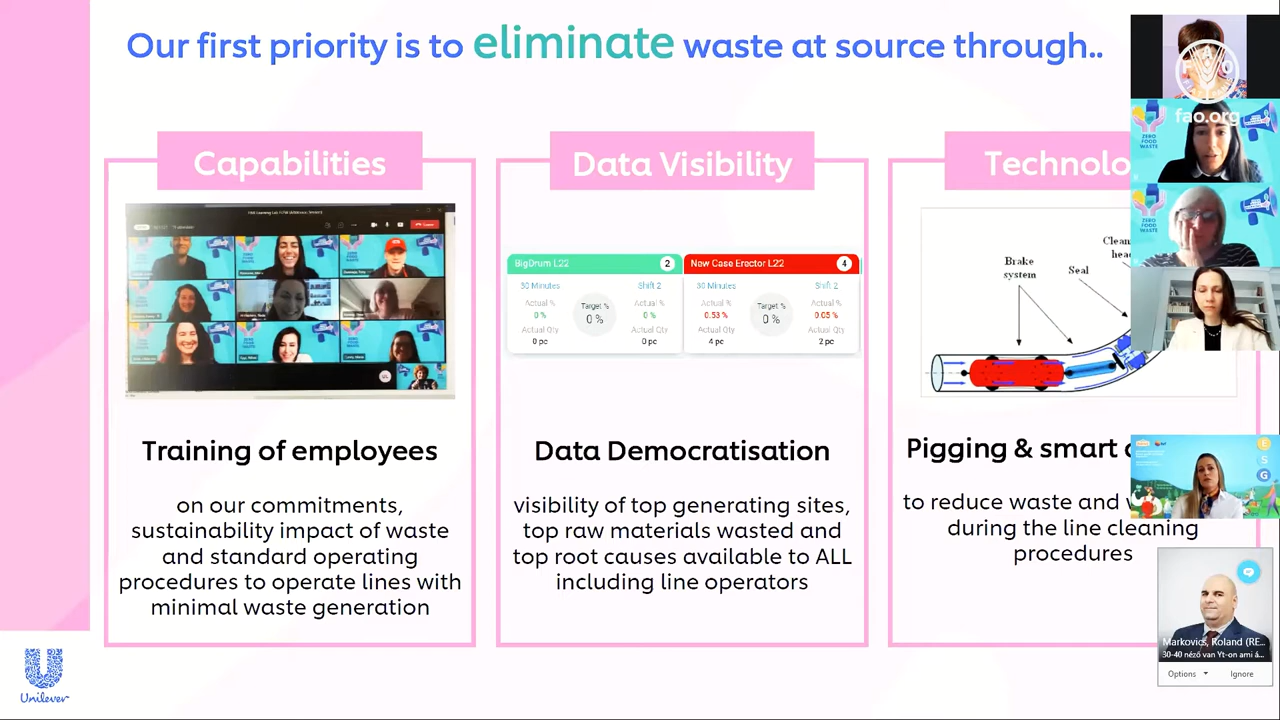 Our first priority is to eliminate waste at source through..
Capabilities
Training of employees
on our commitments,
sustainability impact of waste
and standard operating
procedures to operate lines with
minimal waste generation
Data Visibility
BigDrum L22
2
30 Minutes
Shift 2
Actual %
Target %
Actual %
0 %
0 %
0 %
Actual Qty
Actual Qty
0 pc
0 pc
New Case Erector L22
4
30 Minutes
Shift 2
Actual %
Target %
Actual %
0.53 %
0 %
0.05 %
Actual Qty
Actual Qty
4 pc
2 pc
Data Democratisation
visibility of top generating sites,
top raw materials wasted and
top root causes available to ALL
including line operators
Technolo
Brake
system
Seal
Pigging & smart
to reduce waste and
during the line cleaning
procedures
Unilever
FAO
fao.org
ZERO
FOOD
WASTE
ZERO
FOOD
WASTE
E
S
G
Markovics, Roland (RE...
30-40 néző van Yt-on ami á...
Options
Ignore